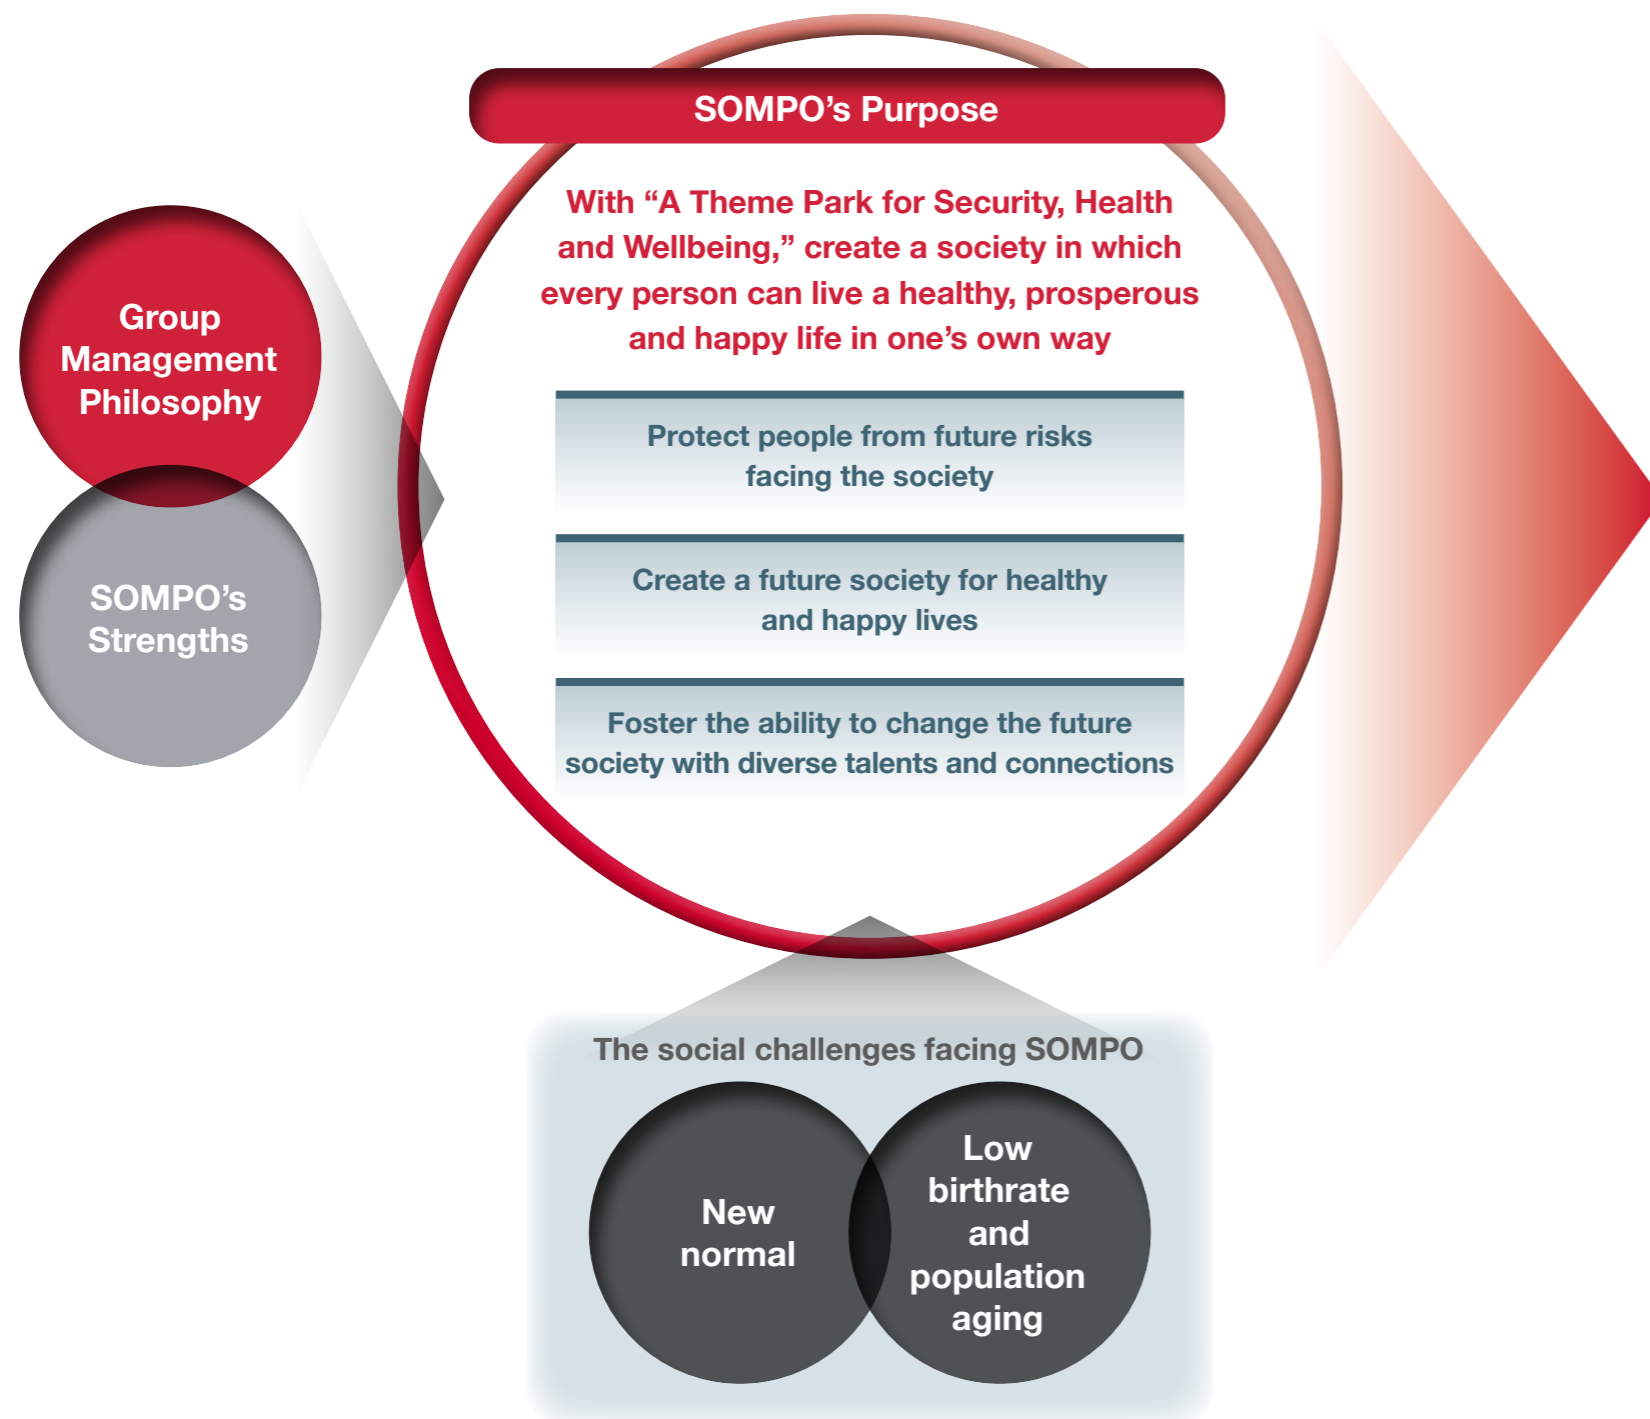 SOMPO’s Purpose
With “A Theme Park for Security, Health
and Wellbeing,” create a society in which
every person can live a healthy, prosperous
and happy life in one’s own way
Group
Management
Philosophy
SOMPO’s
Strengths
Protect people from future risks
facing the society
Create a future society for healthy
and happy lives
Foster the ability to change the future
society with diverse talents and connections
The social challenges facing SOMPO
New
normal
Low
birthrate
and
population
aging